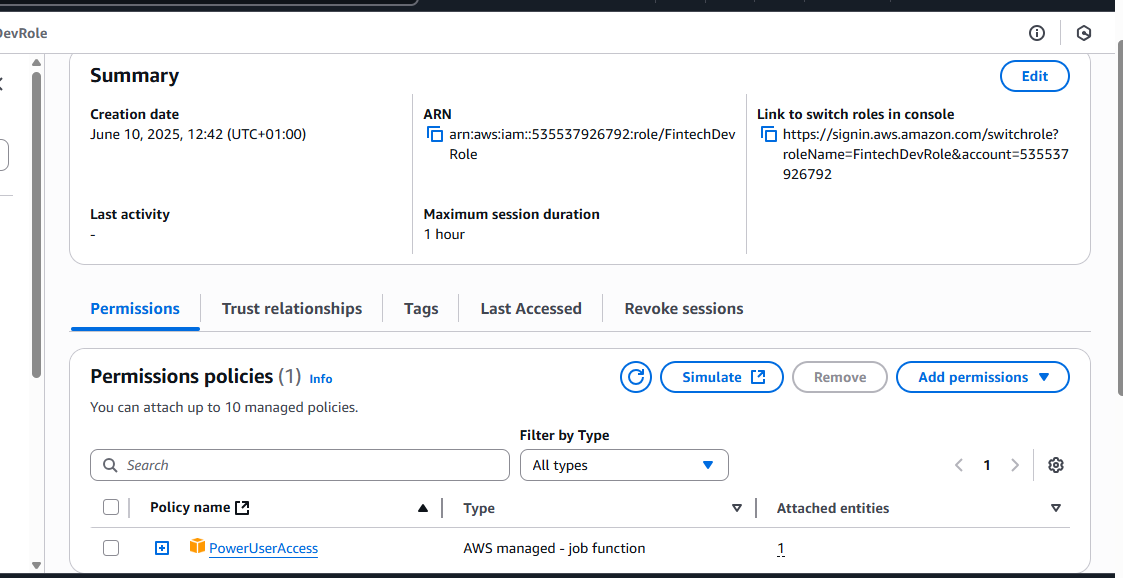 DevRole
Summary
Edit
Creation date
June 10, 2025, 12:42 (UTC+01:00)
ARN
arn:aws:iam::535537926792:role/FintechDev
Role
Link to switch roles in console
https://signin.aws.amazon.com/switchrole?
roleName=FintechDevRole&account=535537
926792
Last activity
-
Maximum session duration
1 hour
Permissions
Trust relationships
Tags
Last Accessed
Revoke sessions
Permissions policies (1) Info
You can attach up to 10 managed policies.
Simulate
Remove
Add permissions
Filter by Type
Search
All types
1
Policy name
Type
Attached entities
PowerUserAccess
AWS managed - job function
1